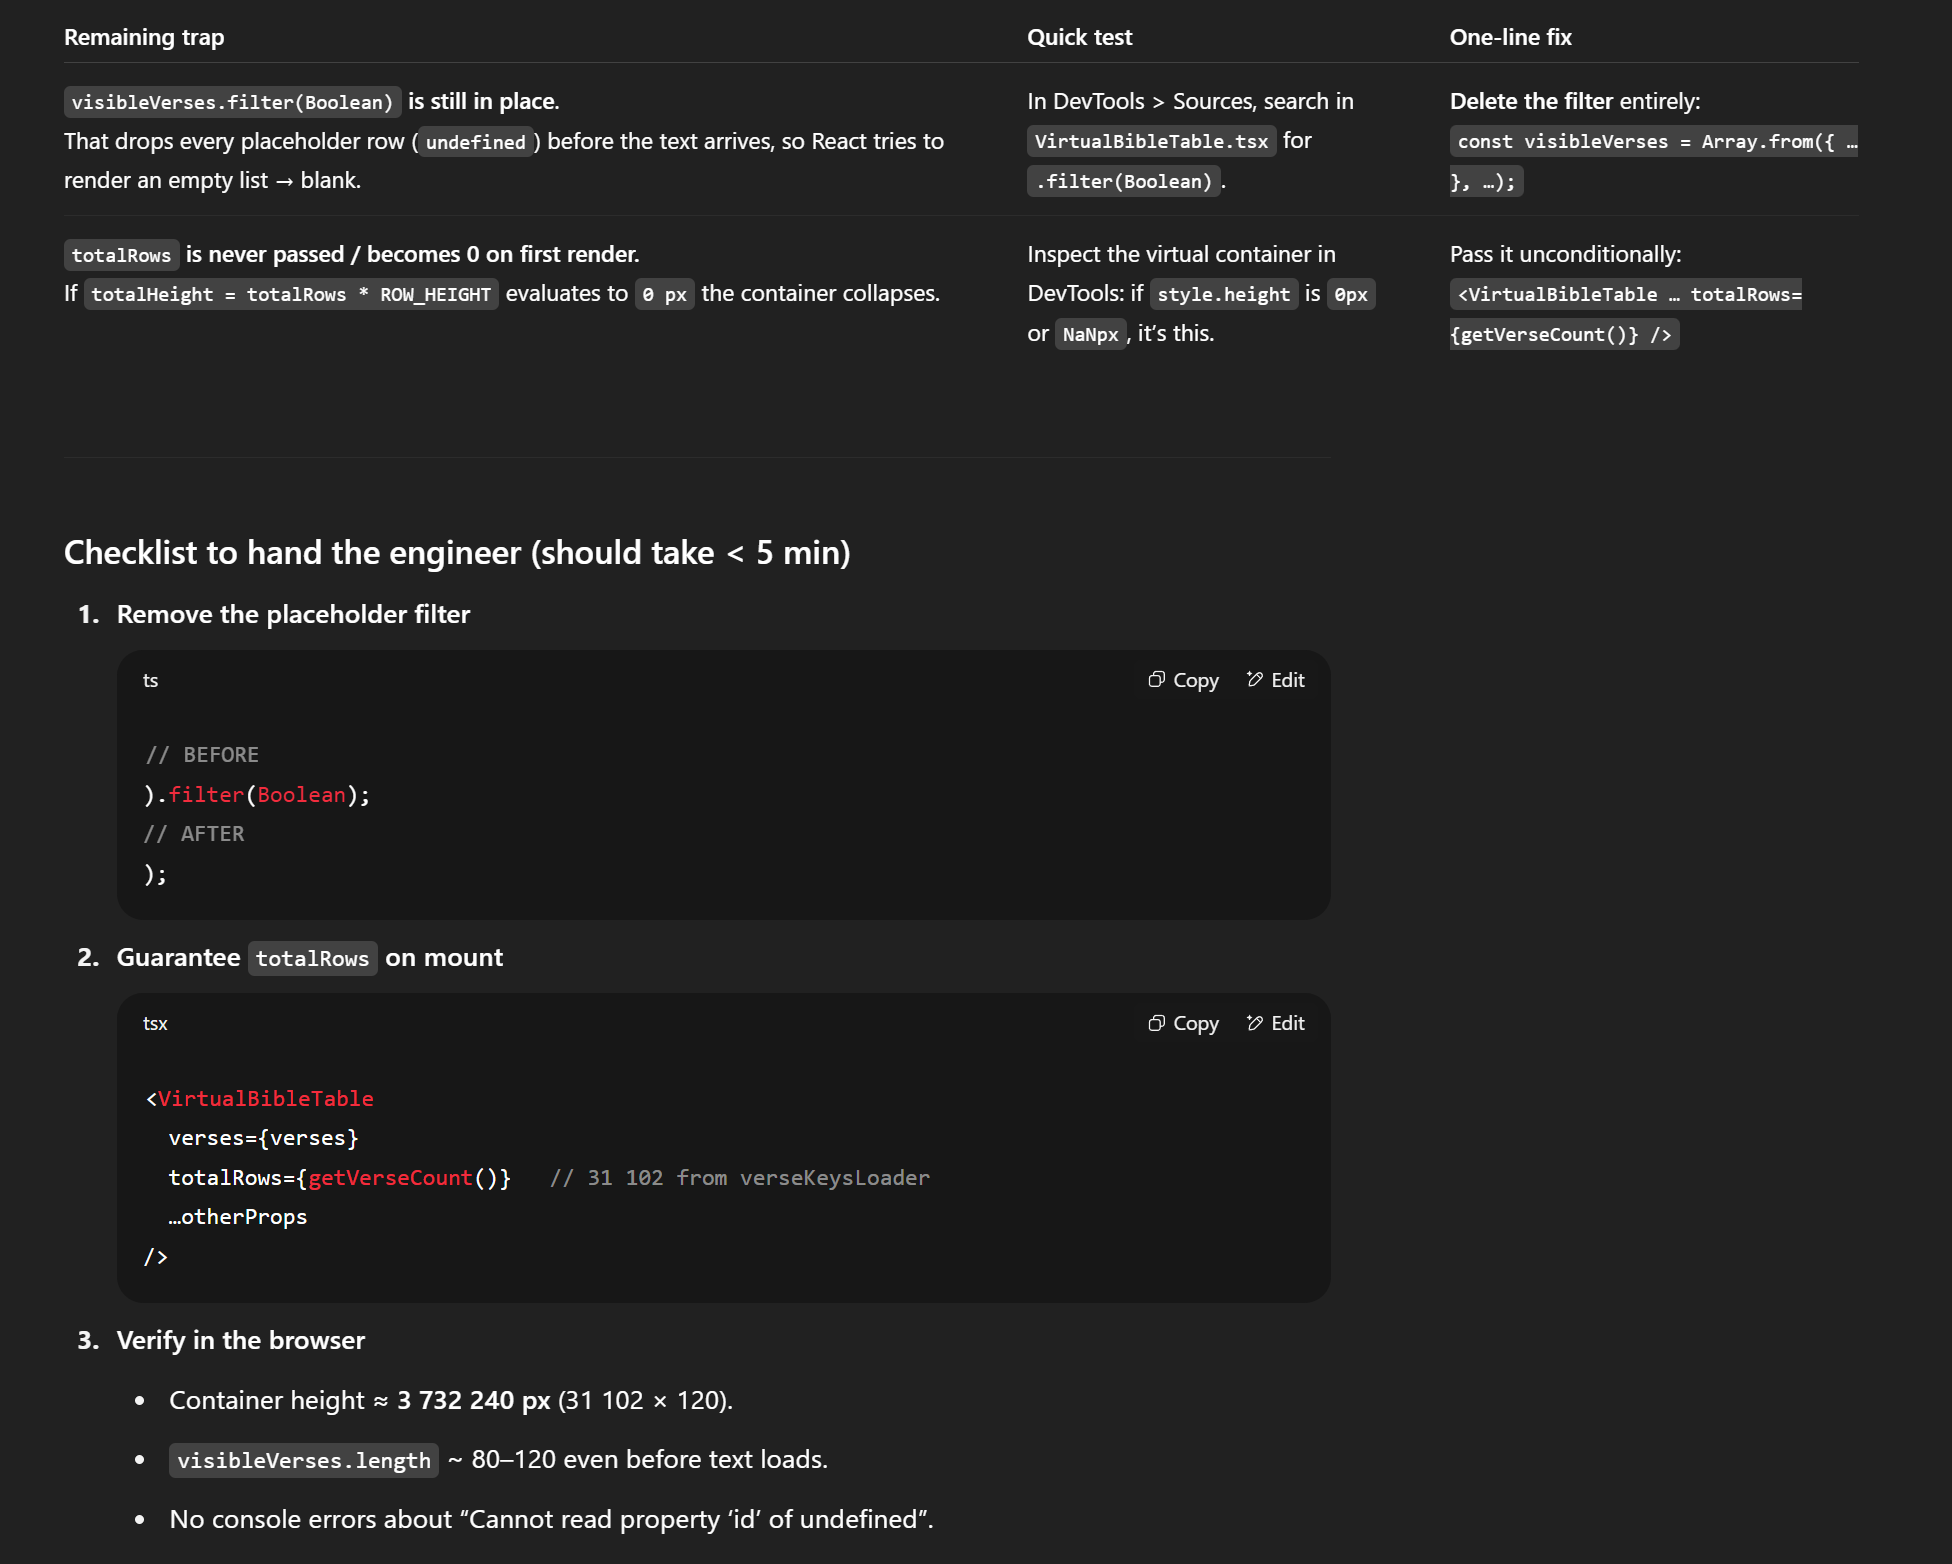 Remaining trap
Quick test
One-line fix
visibleVerses.filter(Boolean) is still in place.
That drops every placeholder row (undefined) before the text arrives, so React tries to
render an empty list → blank.
In DevTools > Sources, search in
VirtualBibleTable.tsx for
.filter(Boolean).
Delete the filter entirely:
const visibleVerses = Array.from({ …
}, …);
totalRows is never passed / becomes 0 on first render.
If totalHeight = totalRows * ROW_HEIGHT evaluates to 0 px the container collapses.
Inspect the virtual container in
DevTools: if style.height is 0px
or NaNpx, it’s this.
Pass it unconditionally:
<VirtualBibleTable … totalRows=
{getVerseCount()} />
Checklist to hand the engineer (should take < 5 min)
1. Remove the placeholder filter
ts
Copy
Edit
// BEFORE
).filter(Boolean);
// AFTER
);
2. Guarantee totalRows on mount
tsx
Copy
Edit
<VirtualBibleTable
verses={verses}
totalRows={getVerseCount()} // 31 102 from verseKeysLoader
…otherProps
/>
3. Verify in the browser
• Container height ≈ 3 732 240 px (31 102 × 120).
• visibleVerses.length ~ 80–120 even before text loads.
• No console errors about “Cannot read property ‘id’ of undefined”.